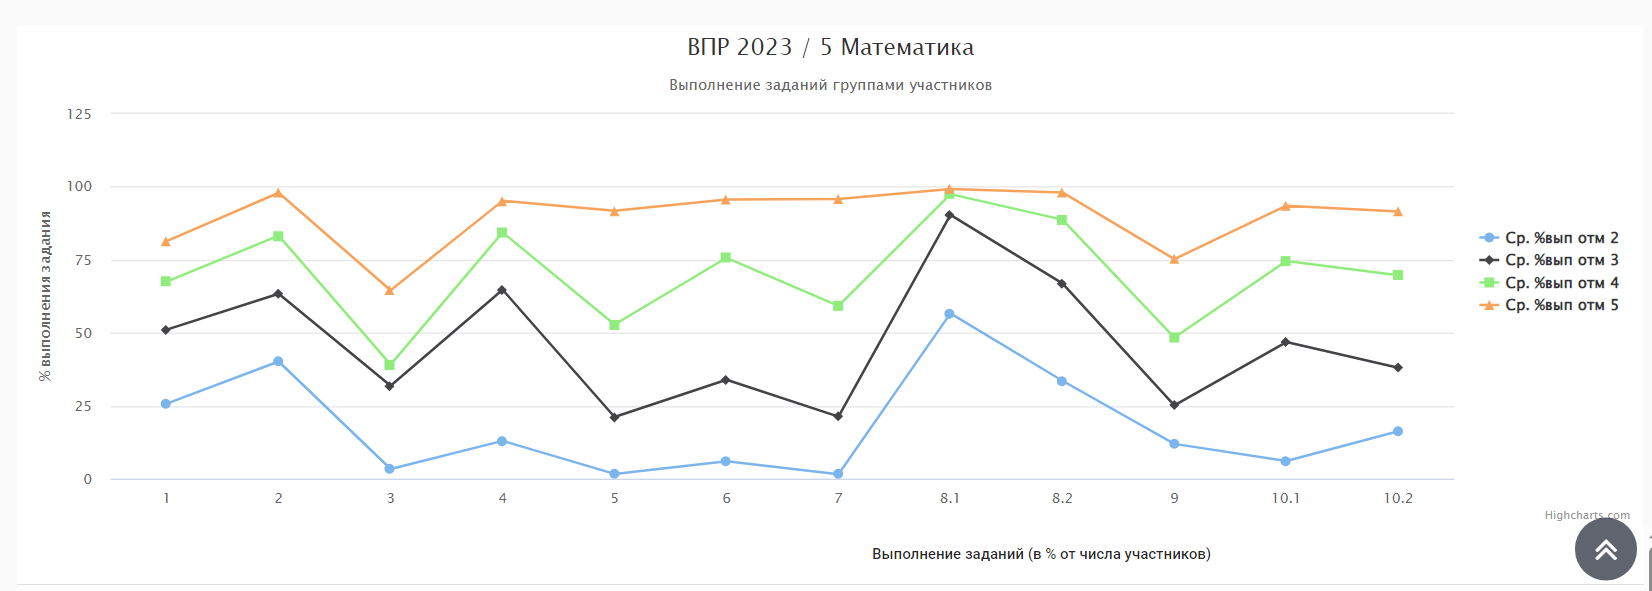 ВПР 2023 / 5 Математика
Выполнение заданий группами участников
% выполнения задания
125
100
75
50
25
0
1 2 3 4 5 6 7 8.1 8.2 9 10.1 10.2
Ср. %вып отм 2
Ср. %вып отм 3
Ср. %вып отм 4
Ср. %вып отм 5
Highcharts.com
Выполнение заданий (в % от числа участников)